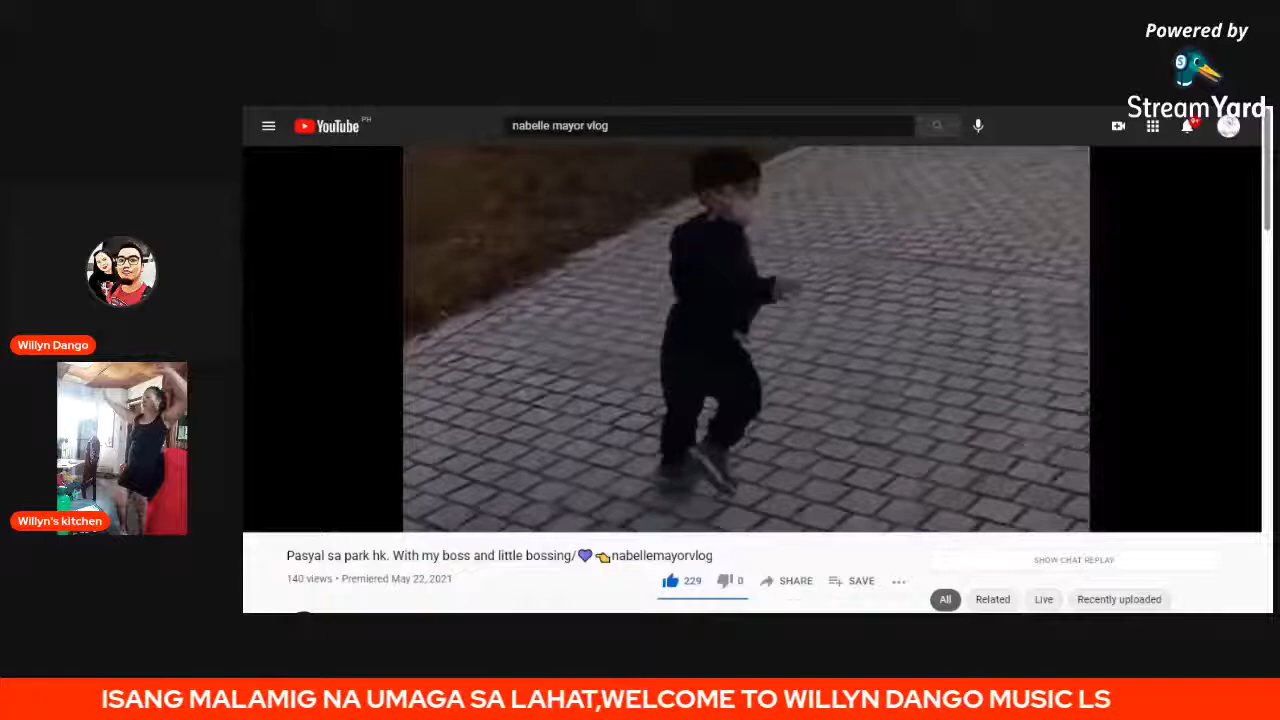 Powered by
StreamYard
YouTube PH
nabelle mayor vlog
9+
Willyn Dango
Willyn's kitchen
Pasyal sa park hk. With my boss and little bossing/💜👈nabellemayorvlog
140 views • Premiered May 22, 2021
229
0
SHARE
SAVE
SHOW CHAT REPLAY
All
Related
Live
Recently uploaded
ISANG MALAMIG NA UMAGA SA LAHAT,WELCOME TO WILLYN DANGO MUSIC LS